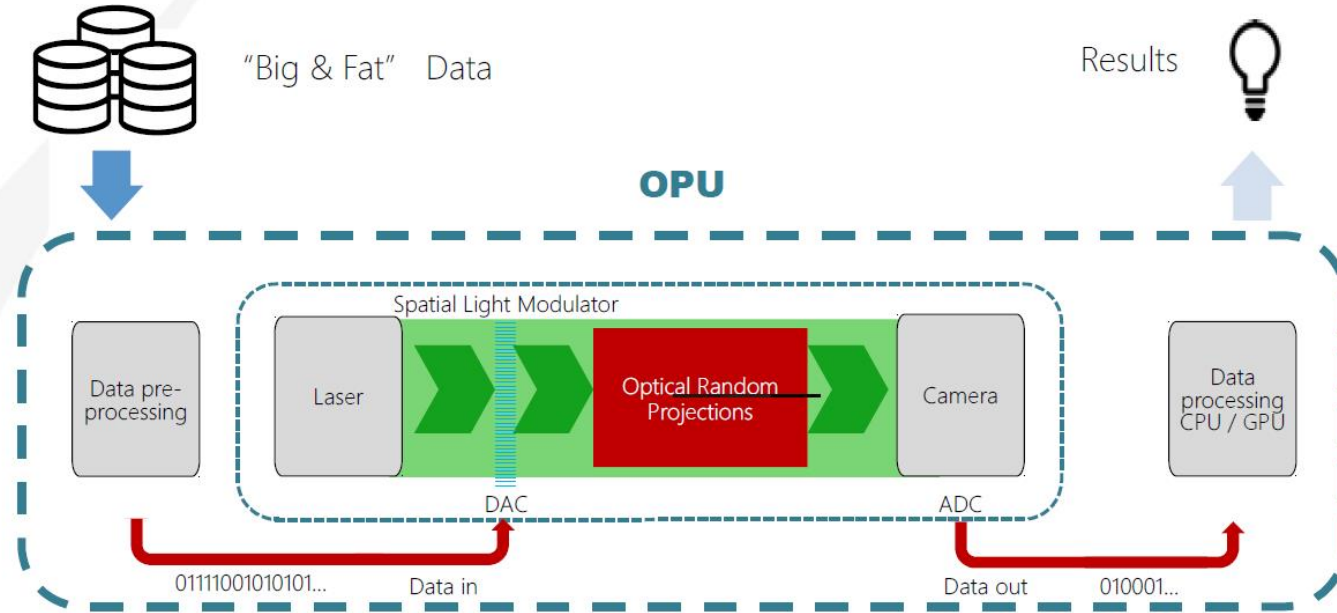 "Big & Fat" Data
Results
OPU
Spatial Light Modulator
Data pre-
processing
Laser
Optical Random
Projections
Camera
Data
processing
CPU / GPU
DAC
ADC
01111001010101...
Data in
Data out
010001...